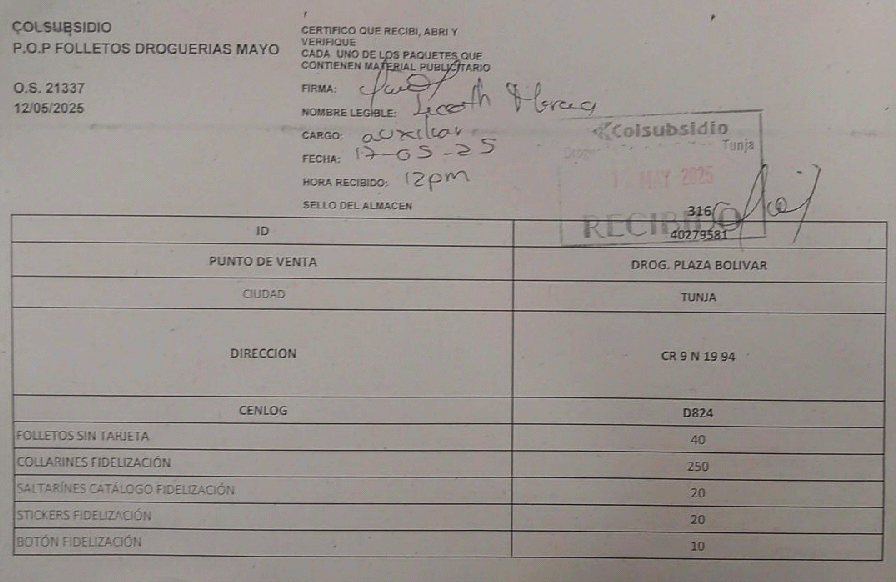 COLSUBSIDIO
P.O.P FOLLETOS DROGUERIAS MAYO
O.S. 21337
12/05/2025
CERTIFICO QUE RECIBI, ABRI Y
VERIFIQUE
CADA UNO DE LOS PAQUETES QUE
CONTIENEN MATERIAL PUBLICITARIO
FIRMA:
NOMBRE LEGIBLE:
CARGO: auxiliar
FECHA: 17-05-25
HORA RECIBIDO: 12pm
SELLO DEL ALMACEN
Colsubsidio
Tunja
MAY 2025
RECIBIDO
316
ID 40279581
PUNTO DE VENTA DROG. PLAZA BOLIVAR
CIUDAD TUNJA
DIRECCION CR 9 N 19 94
CENLOG D824
FOLLETOS SIN TARJETA 40
COLLARINES FIDELIZACIÓN 250
SALTARÍNES CATÁLOGO FIDELIZACIÓN 20
STICKERS FIDELIZACIÓN 20
BOTÓN FIDELIZACIÓN 10